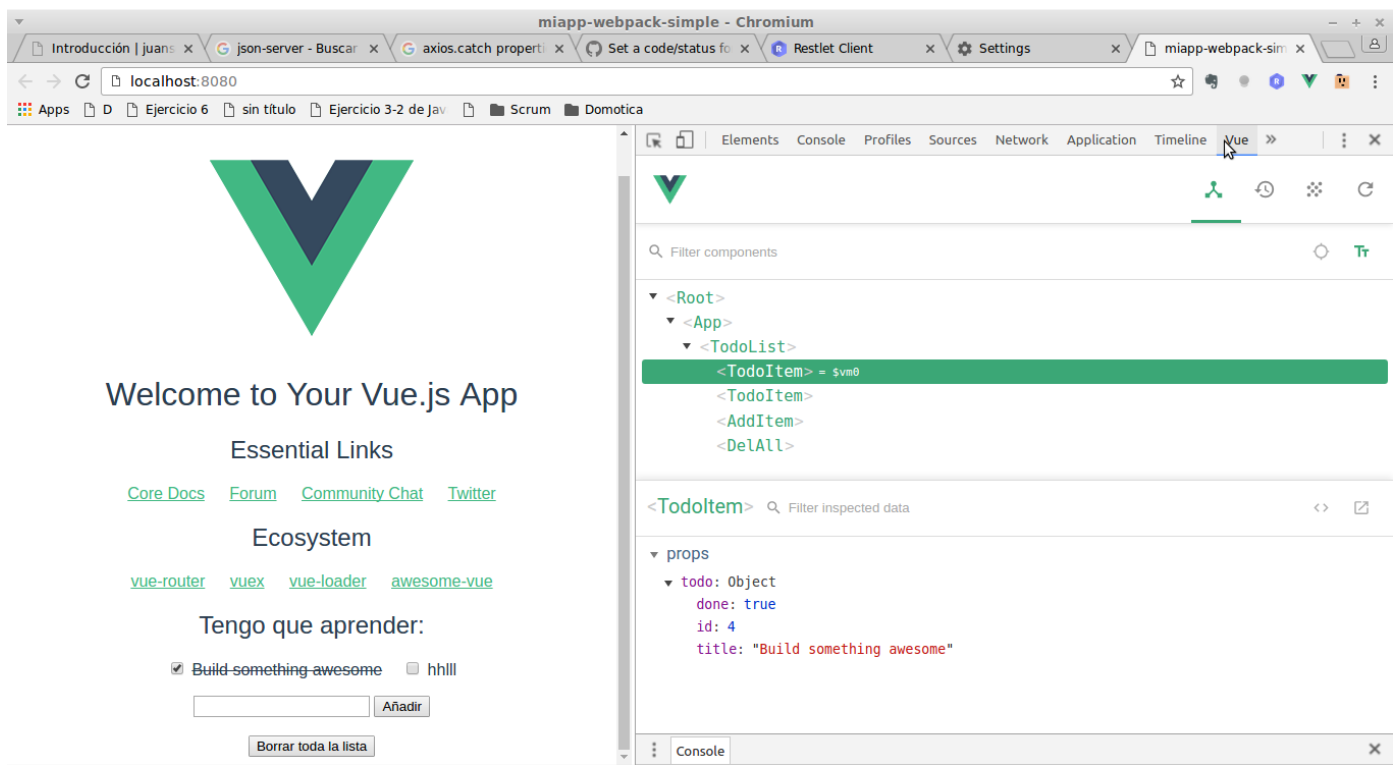 miapp-webpack-simple - Chromium
Introducción | juans
json-server - Buscar
axios.catch properti
Set a code/status fo
Restlet Client
Settings
miapp-webpack-sim
localhost:8080
Apps D Ejercicio 6 sin título Ejercicio 3-2 de Jav Scrum Domotica
Welcome to Your Vue.js App
Essential Links
Core Docs Forum Community Chat Twitter
Ecosystem
vue-router vuex vue-loader awesome-vue
Tengo que aprender:
Build something awesome hhlll
Añadir
Borrar toda la lista
Elements Console Profiles Sources Network Application Timeline Vue
Filter components
<Root>
<App>
<TodoList>
<TodoItem> = $vm0
<TodoItem>
<AddItem>
<DelAll>
<TodoItem> Filter inspected data
props
todo: Object
done: true
id: 4
title: "Build something awesome"
Console